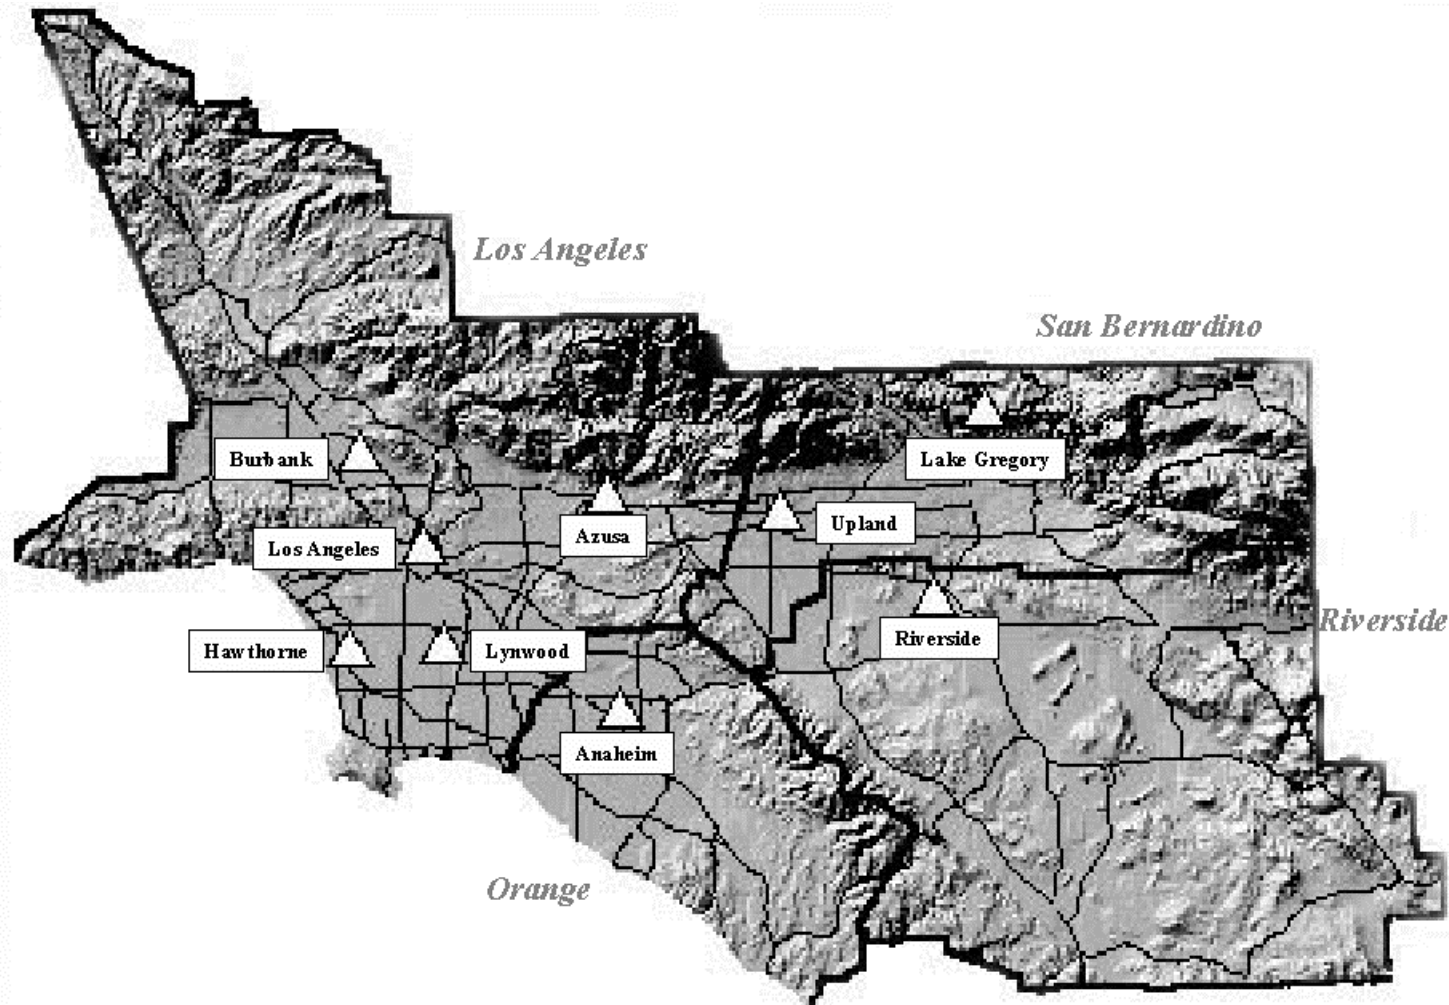 Los Angeles
San Bernardino
Burbank
Lake Gregory
Los Angeles
Azusa
Upland
Hawthorne
Lynwood
Riverside
Riverside
Anaheim
Orange